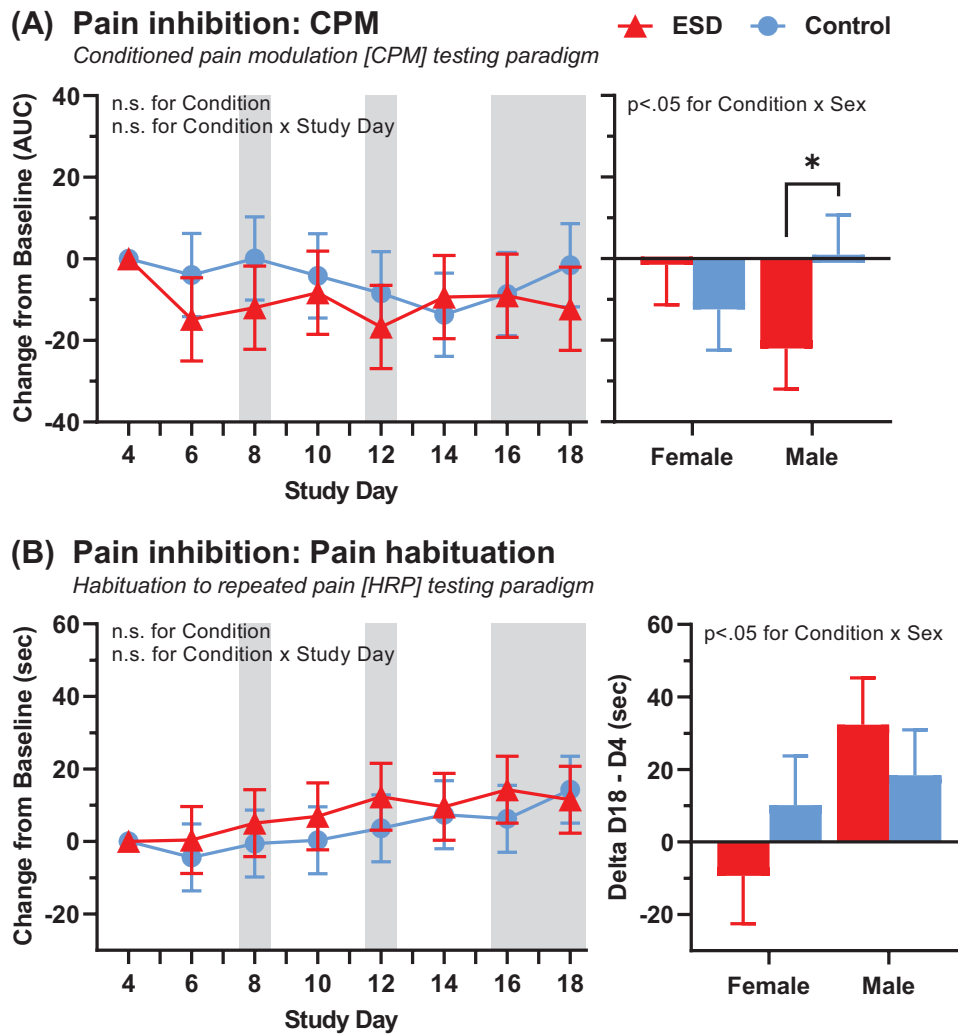 (A) Pain inhibition: CPM
ESD Control
Conditioned pain modulation [CPM] testing paradigm
n.s. for Condition
n.s. for Condition x Study Day
Change from Baseline (AUC)
40
20
0
-20
-40
4 6 8 10 12 14 16 18
Study Day
p<.05 for Condition x Sex
*
Female Male
(B) Pain inhibition: Pain habituation
Habituation to repeated pain [HRP] testing paradigm
n.s. for Condition
n.s. for Condition x Study Day
Change from Baseline (sec)
60
40
20
0
-20
4 6 8 10 12 14 16 18
Study Day
p<.05 for Condition x Sex
Delta D18 - D4 (sec)
60
40
20
0
-20
Female Male